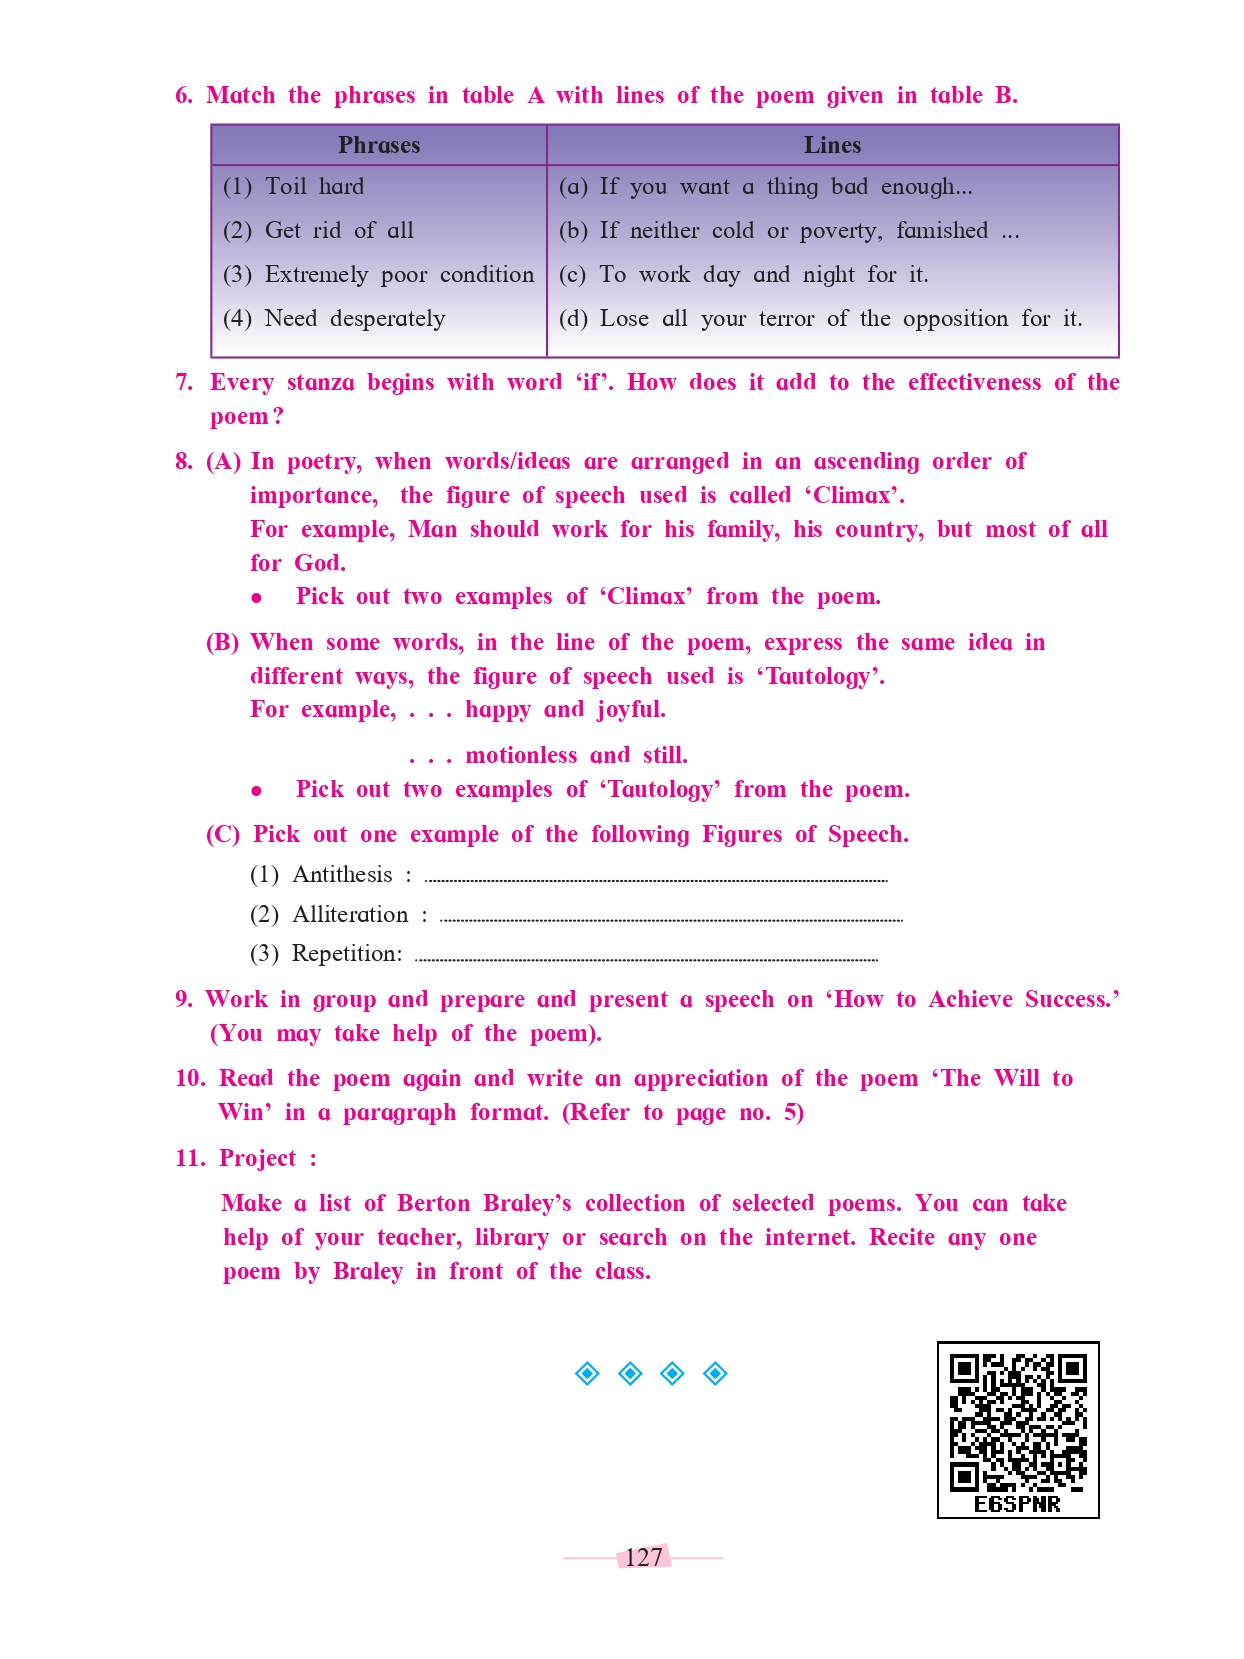 6. Match the phrases in table A with lines of the poem given in table B.
Phrases Lines
(1) Toil hard (a) If you want a thing bad enough...
(2) Get rid of all (b) If neither cold or poverty, famished ...
(3) Extremely poor condition (c) To work day and night for it.
(4) Need desperately (d) Lose all your terror of the opposition for it.
7. Every stanza begins with word ‘if’. How does it add to the effectiveness of the
poem?
8. (A) In poetry, when words/ideas are arranged in an ascending order of
importance, the figure of speech used is called ‘Climax’.
For example, Man should work for his family, his country, but most of all
for God.
• Pick out two examples of ‘Climax’ from the poem.
(B) When some words, in the line of the poem, express the same idea in
different ways, the figure of speech used is ‘Tautology’.
For example, . . . happy and joyful.
. . . motionless and still.
• Pick out two examples of ‘Tautology’ from the poem.
(C) Pick out one example of the following Figures of Speech.
(1) Antithesis :
(2) Alliteration :
(3) Repetition:
9. Work in group and prepare and present a speech on ‘How to Achieve Success.’
(You may take help of the poem).
10. Read the poem again and write an appreciation of the poem ‘The Will to
Win’ in a paragraph format. (Refer to page no. 5)
11. Project :
Make a list of Berton Braley’s collection of selected poems. You can take
help of your teacher, library or search on the internet. Recite any one
poem by Braley in front of the class.
E6SPNR
127